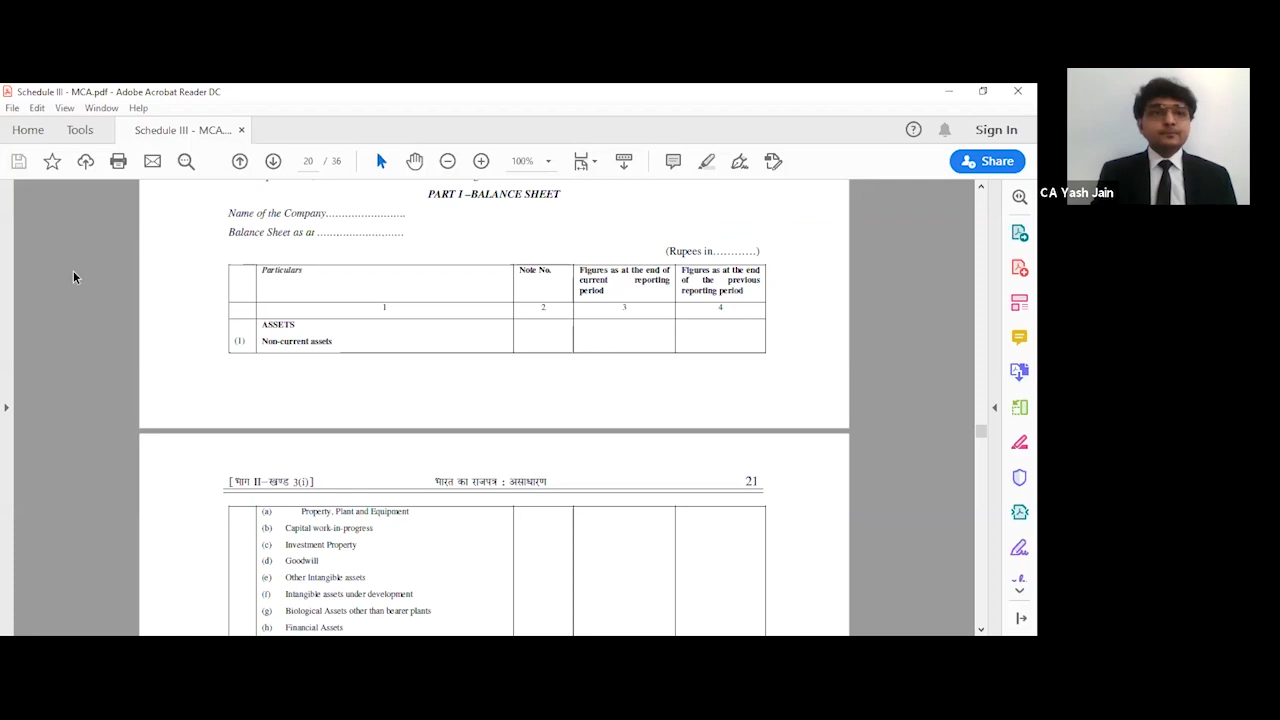 Schedule III - MCA.pdf - Adobe Acrobat Reader DC
File Edit View Window Help
Home Tools Schedule III - MCA.... × Sign In
20 / 36 100% Share
PART I –BALANCE SHEET
Name of the Company……………………
Balance Sheet as at ………………………
(Rupees in…………)
Particulars Note No. Figures as at the end of current reporting period Figures as at the end of the previous reporting period
1 2 3 4
ASSETS
(1) Non-current assets
[भाग II—खण्ड 3(i)] भारत का राजपत्र : असाधारण 21
(a) Property, Plant and Equipment
(b) Capital work-in-progress
(c) Investment Property
(d) Goodwill
(e) Other Intangible assets
(f) Intangible assets under development
(g) Biological Assets other than bearer plants
(h) Financial Assets
CA Yash Jain